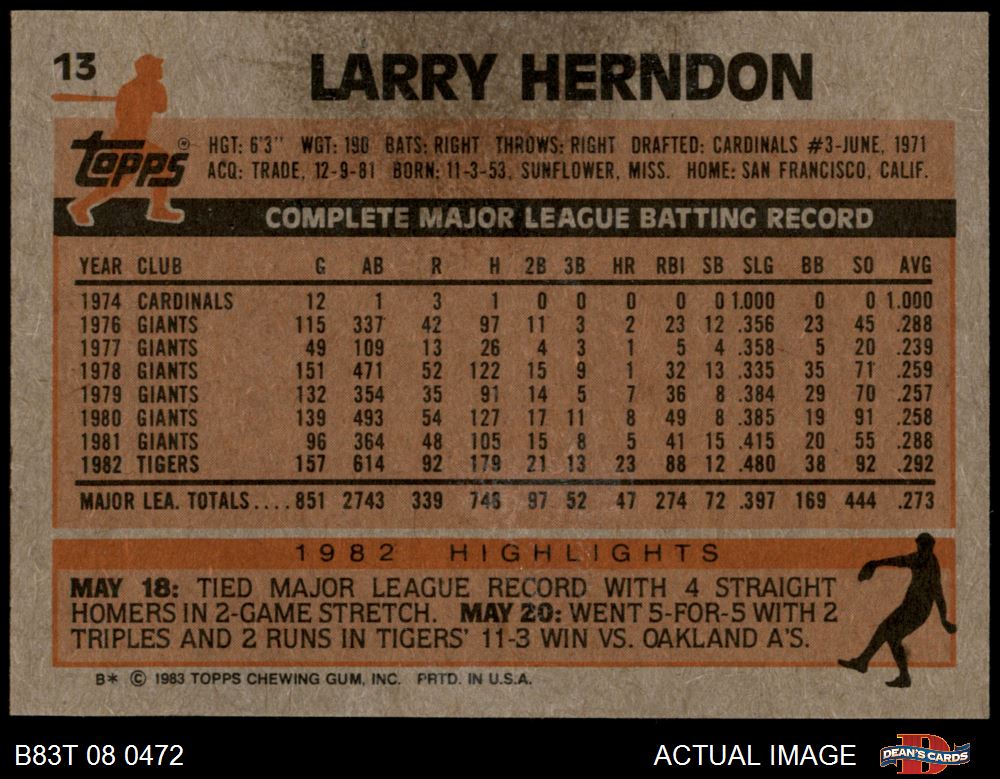 13
LARRY HERNDON
Topps®
HGT: 6'3" WGT: 190 BATS: RIGHT THROWS: RIGHT DRAFTED: CARDINALS #3-JUNE, 1971
ACQ: TRADE, 12-9-81 BORN: 11-3-53, SUNFLOWER, MISS. HOME: SAN FRANCISCO, CALIF.
COMPLETE MAJOR LEAGUE BATTING RECORD
YEAR CLUB G AB R H 2B 3B HR RBI SB SLG BB SO AVG
1974 CARDINALS 12 1 3 1 0 0 0 0 0 1.000 0 0 1.000
1976 GIANTS 115 337 42 97 11 3 2 23 12 .356 23 45 .288
1977 GIANTS 49 109 13 26 4 3 1 5 4 .358 5 20 .239
1978 GIANTS 151 471 52 122 15 9 1 32 13 .335 35 71 .259
1979 GIANTS 132 354 35 91 14 5 7 36 8 .384 29 70 .257
1980 GIANTS 139 493 54 127 17 11 8 49 8 .385 19 91 .258
1981 GIANTS 96 364 48 105 15 8 5 41 15 .415 20 55 .288
1982 TIGERS 157 614 92 179 21 13 23 88 12 .480 38 92 .292
MAJOR LEA. TOTALS....851 2743 339 748 97 52 47 274 72 .397 169 444 .273
1982 HIGHLIGHTS
MAY 18: TIED MAJOR LEAGUE RECORD WITH 4 STRAIGHT
HOMERS IN 2-GAME STRETCH. MAY 20: WENT 5-FOR-5 WITH 2
TRIPLES AND 2 RUNS IN TIGERS' 11-3 WIN VS. OAKLAND A'S.
B* © 1983 TOPPS CHEWING GUM, INC. PRTD. IN U.S.A.
B83T 08 0472 ACTUAL IMAGE D DEAN'S CARDS